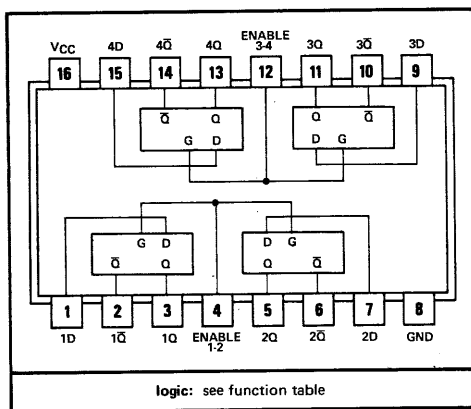 ENABLE
VCC 4D 4Q̅ 4Q 3-4 3Q 3Q̅ 3D
16 15 14 13 12 11 10 9
Q̅ Q Q Q̅
G D D G
G D D G
Q̅ Q Q Q̅
1 2 3 4 5 6 7 8
1D 1Q̅ 1Q ENABLE 2Q 2Q̅ 2D GND
1-2
logic: see function table